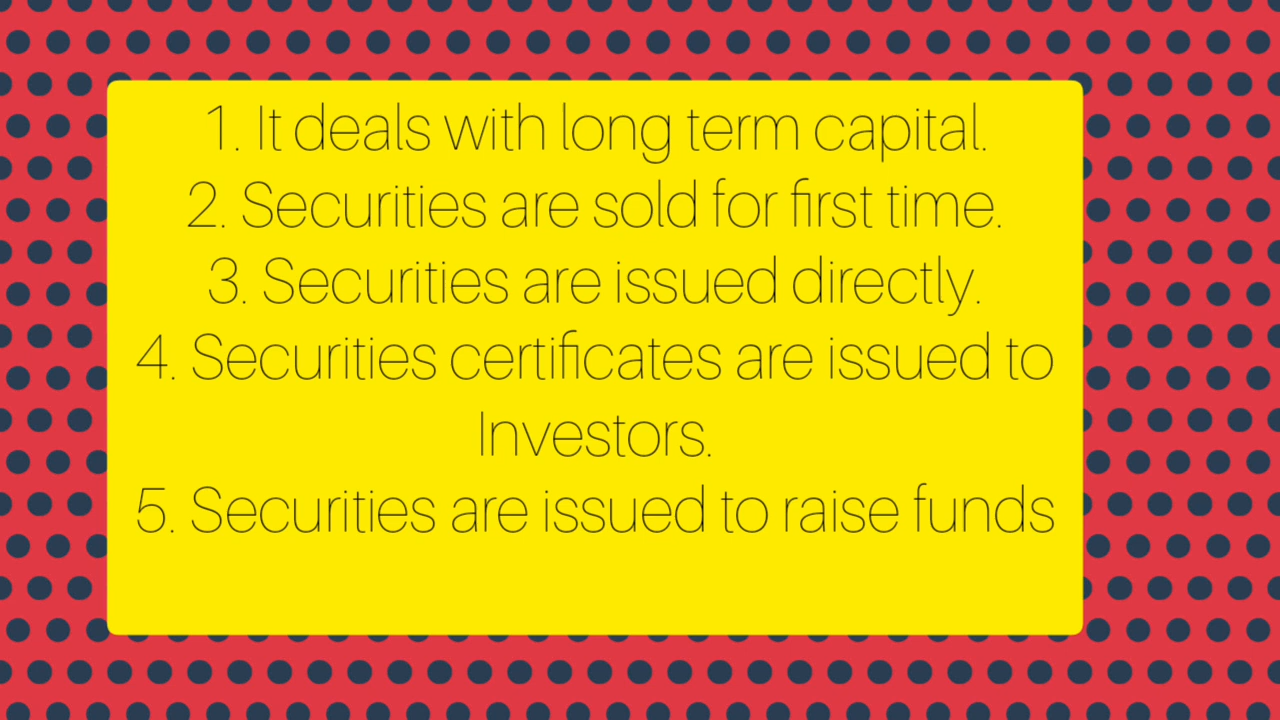 1. It deals with long term capital.
2. Securities are sold for first time.
3. Securities are issued directly.
4. Securities certificates are issued to
Investors.
5. Securities are issued to raise funds